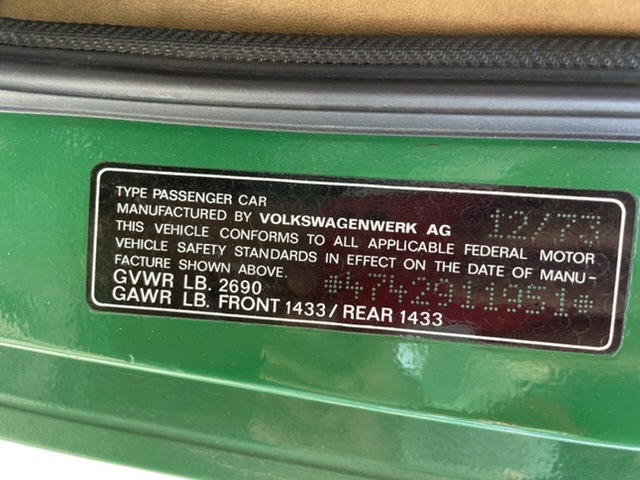 TYPE PASSENGER CAR
MANUFACTURED BY VOLKSWAGENWERK AG 12/73
THIS VEHICLE CONFORMS TO ALL APPLICABLE FEDERAL MOTOR
VEHICLE SAFETY STANDARDS IN EFFECT ON THE DATE OF MANU-
FACTURE SHOWN ABOVE. *4742911951*
GVWR LB. 2690
GAWR LB. FRONT 1433/REAR 1433